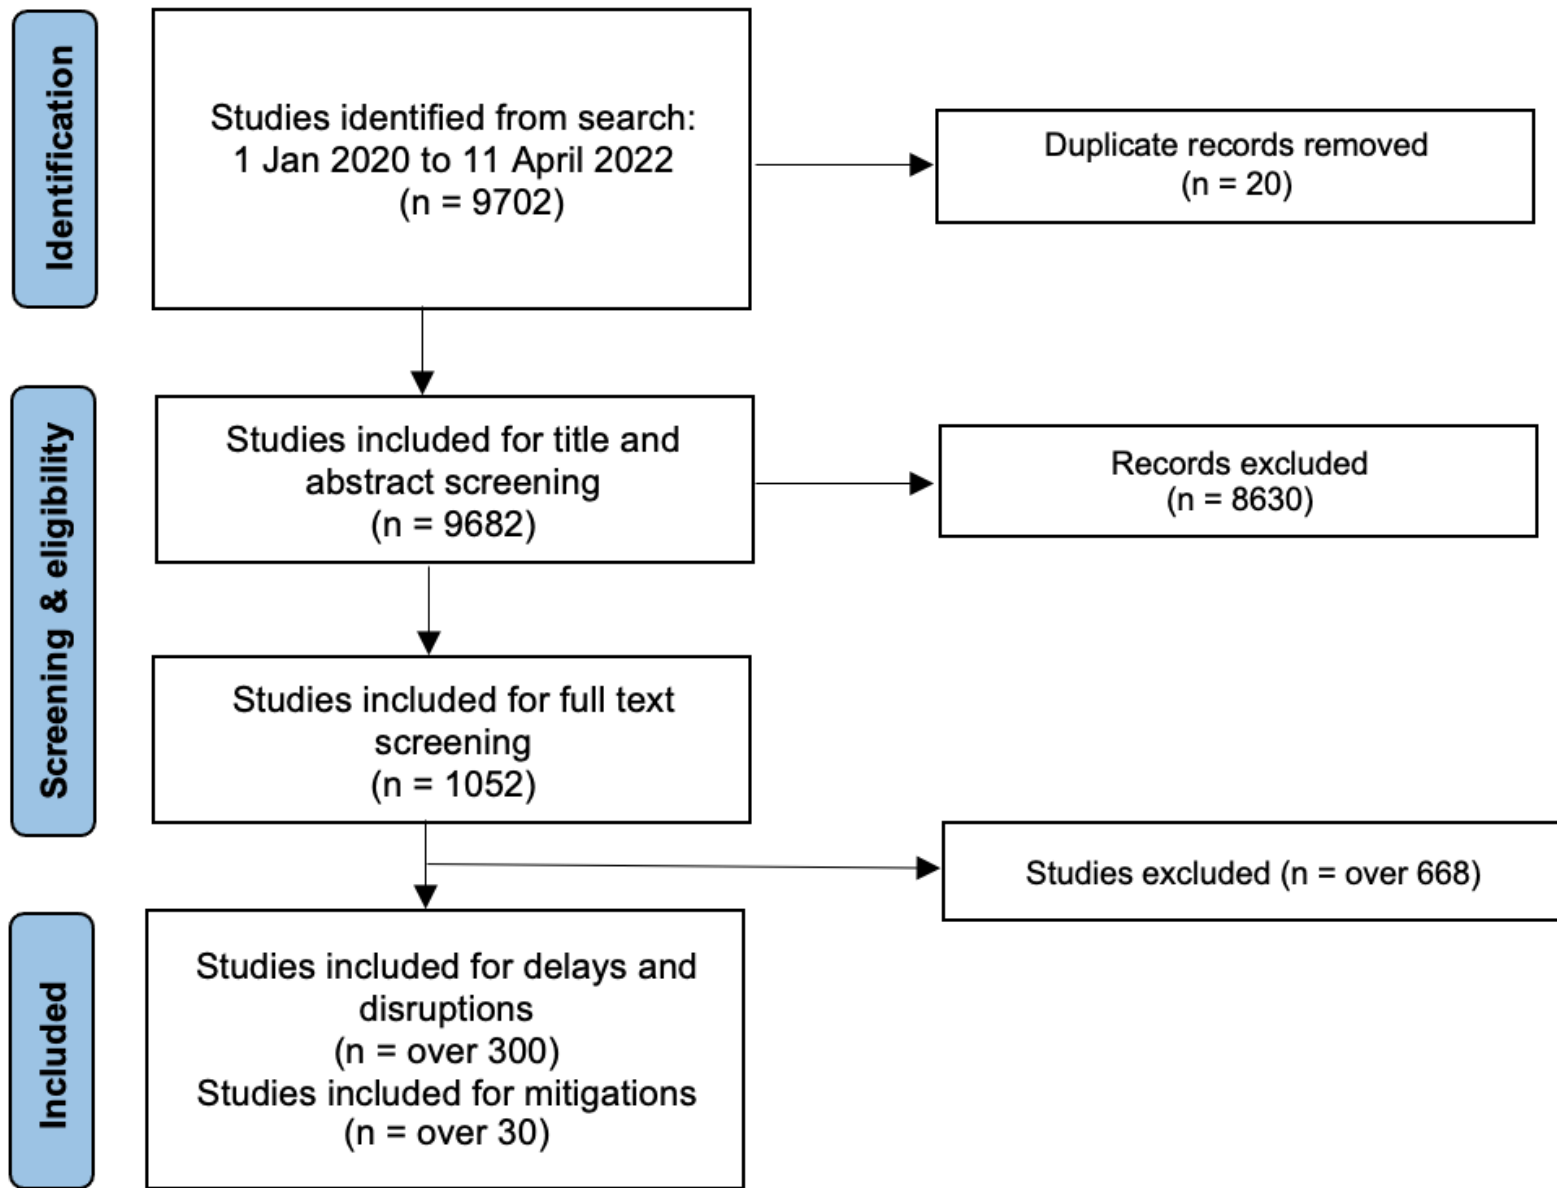 Identification
Studies identified from search:
1 Jan 2020 to 11 April 2022
(n = 9702)
Duplicate records removed
(n = 20)
Screening & eligibility
Studies included for title and
abstract screening
(n = 9682)
Records excluded
(n = 8630)
Studies included for full text
screening
(n = 1052)
Studies excluded (n = over 668)
Included
Studies included for delays and
disruptions
(n = over 300)
Studies included for mitigations
(n = over 30)